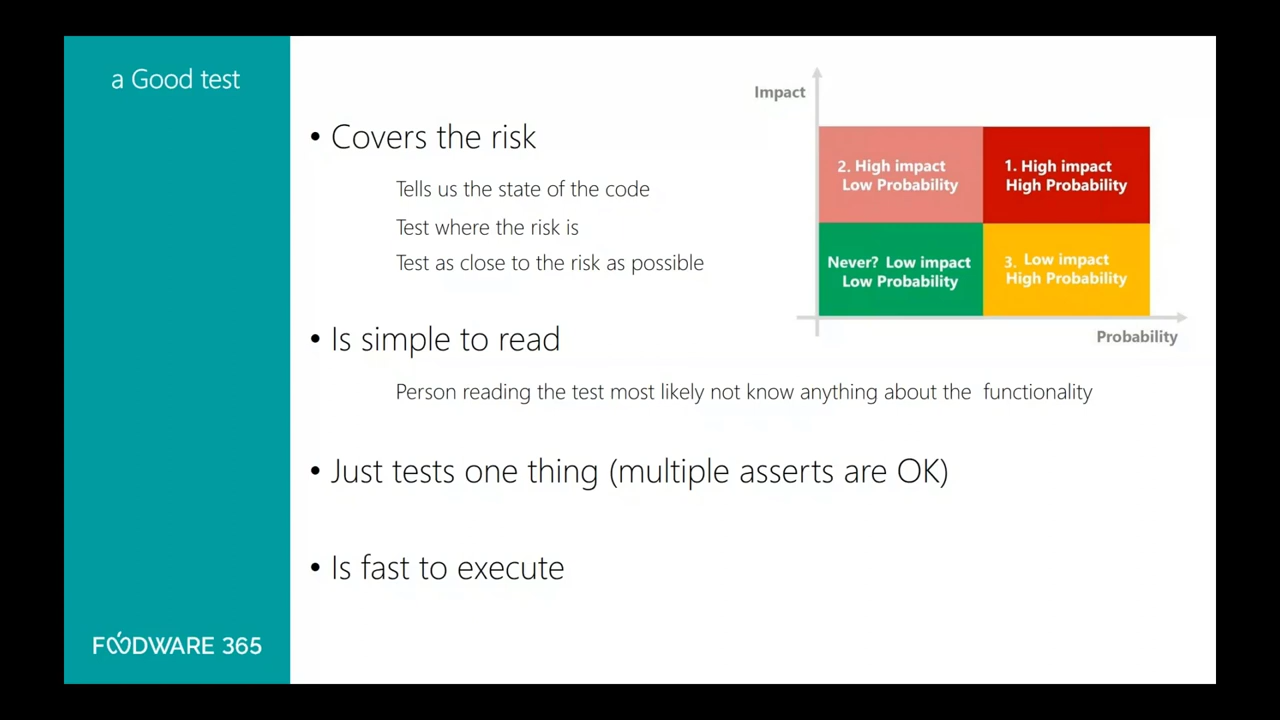 a Good test
• Covers the risk
Tells us the state of the code
Test where the risk is
Test as close to the risk as possible
• Is simple to read
Person reading the test most likely not know anything about the functionality
• Just tests one thing (multiple asserts are OK)
• Is fast to execute
Impact
2. High impact
Low Probability
1. High impact
High Probability
Never? Low impact
Low Probability
3. Low impact
High Probability
Probability
FOODWARE 365